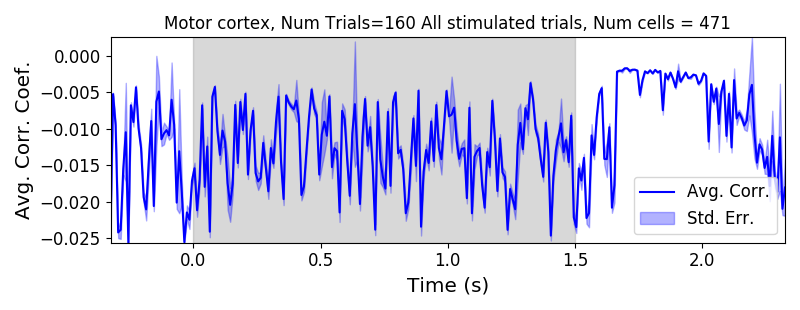 Motor cortex, Num Trials=160 All stimulated trials, Num cells = 471
Avg. Corr. Coef.
0.000
−0.005
−0.010
−0.015
−0.020
−0.025
Avg. Corr.
Std. Err.
0.0 0.5 1.0 1.5 2.0
Time (s)